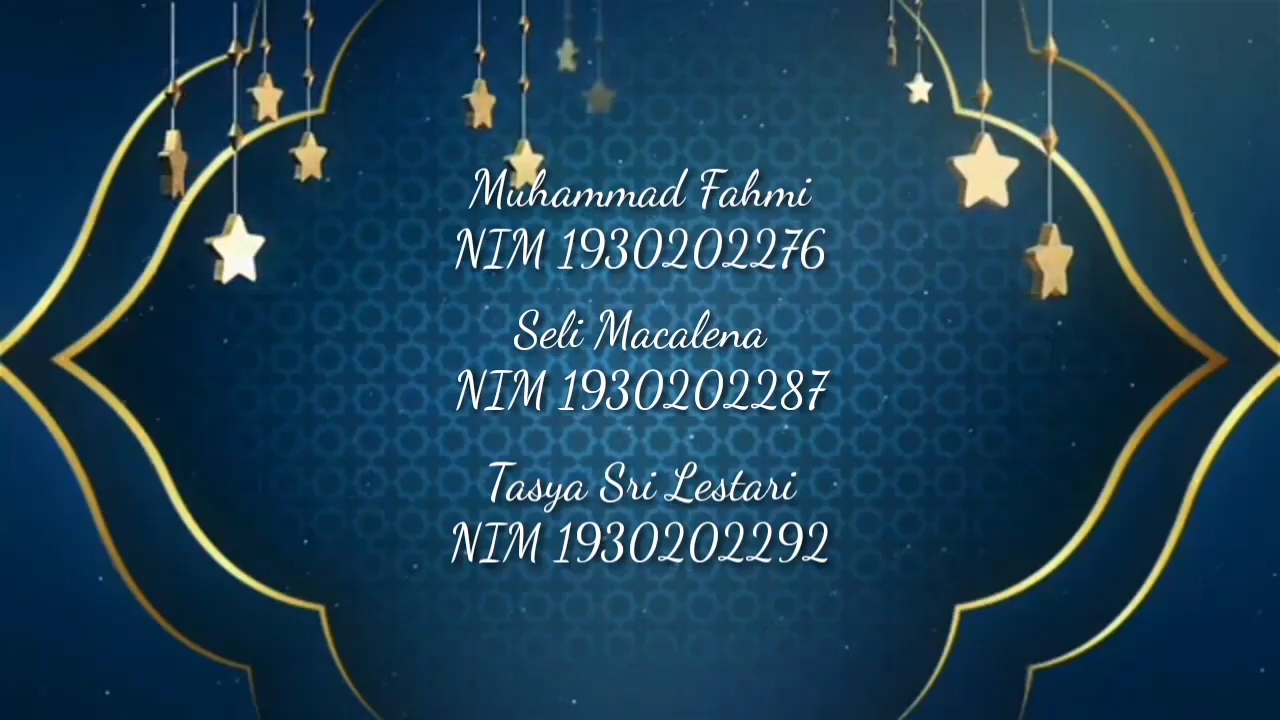 Muhammad Fahmi
NIM 1930202276
Seli Macalena
NIM 1930202287
Tasya Sri Lestari
NIM 1930202292